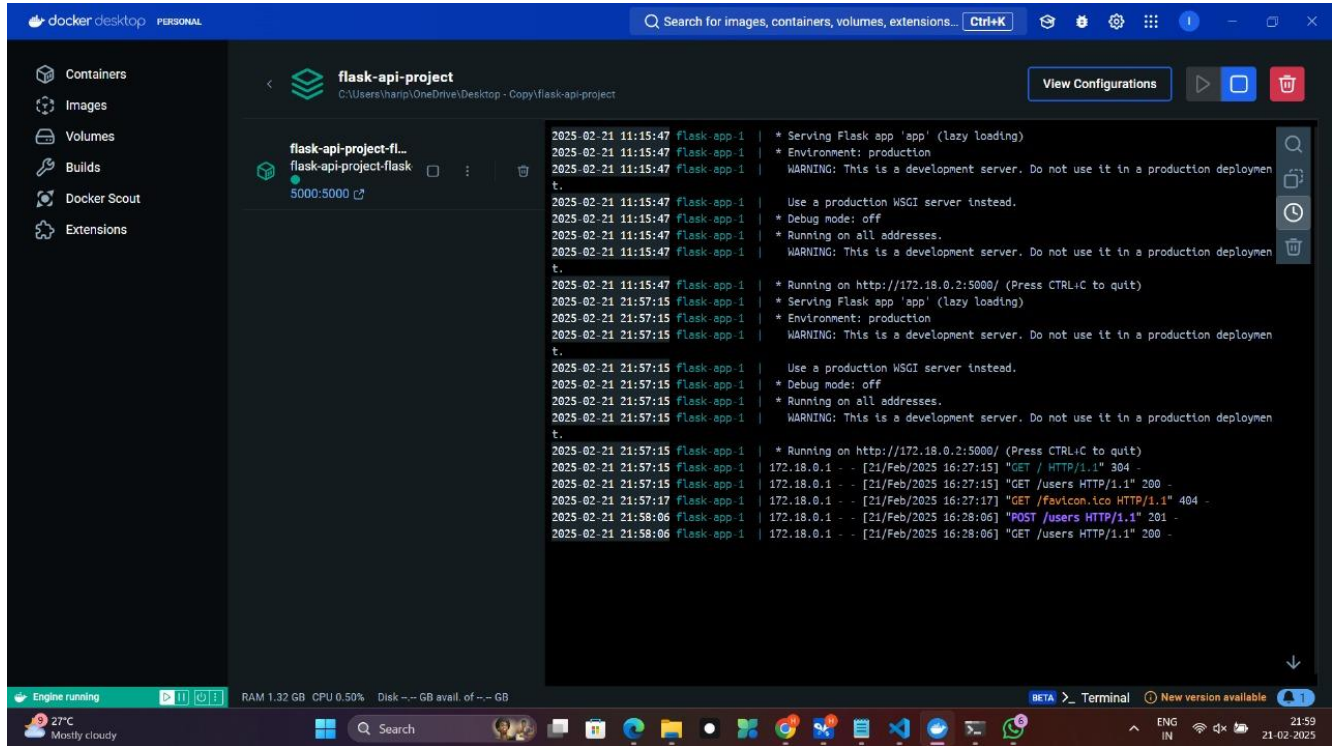 docker desktop PERSONAL
Search for images, containers, volumes, extensions... Ctrl+K
I
Containers
Images
Volumes
Builds
Docker Scout
Extensions
flask-api-project
C:\Users\harip\OneDrive\Desktop - Copy\flask-api-project
View Configurations
flask-api-project-fl...
flask-api-project-flask
5000:5000
2025-02-21 11:15:47 flask-app-1 | * Serving Flask app 'app' (lazy loading)
2025-02-21 11:15:47 flask-app-1 | * Environment: production
2025-02-21 11:15:47 flask-app-1 | WARNING: This is a development server. Do not use it in a production deploymen
t.
2025-02-21 11:15:47 flask-app-1 | Use a production WSGI server instead.
2025-02-21 11:15:47 flask-app-1 | * Debug mode: off
2025-02-21 11:15:47 flask-app-1 | * Running on all addresses.
2025-02-21 11:15:47 flask-app-1 | WARNING: This is a development server. Do not use it in a production deploymen
t.
2025-02-21 11:15:47 flask-app-1 | * Running on http://172.18.0.2:5000/ (Press CTRL+C to quit)
2025-02-21 21:57:15 flask-app-1 | * Serving Flask app 'app' (lazy loading)
2025-02-21 21:57:15 flask-app-1 | * Environment: production
2025-02-21 21:57:15 flask-app-1 | WARNING: This is a development server. Do not use it in a production deploymen
t.
2025-02-21 21:57:15 flask-app-1 | Use a production WSGI server instead.
2025-02-21 21:57:15 flask-app-1 | * Debug mode: off
2025-02-21 21:57:15 flask-app-1 | * Running on all addresses.
2025-02-21 21:57:15 flask-app-1 | WARNING: This is a development server. Do not use it in a production deploymen
t.
2025-02-21 21:57:15 flask-app-1 | * Running on http://172.18.0.2:5000/ (Press CTRL+C to quit)
2025-02-21 21:57:15 flask-app-1 | 172.18.0.1 - - [21/Feb/2025 16:27:15] "GET / HTTP/1.1" 304 -
2025-02-21 21:57:15 flask-app-1 | 172.18.0.1 - - [21/Feb/2025 16:27:15] "GET /users HTTP/1.1" 200 -
2025-02-21 21:57:17 flask-app-1 | 172.18.0.1 - - [21/Feb/2025 16:27:17] "GET /favicon.ico HTTP/1.1" 404 -
2025-02-21 21:58:06 flask-app-1 | 172.18.0.1 - - [21/Feb/2025 16:28:06] "POST /users HTTP/1.1" 201 -
2025-02-21 21:58:06 flask-app-1 | 172.18.0.1 - - [21/Feb/2025 16:28:06] "GET /users HTTP/1.1" 200 -
Engine running
RAM 1.32 GB CPU 0.50% Disk --.-- GB avail. of --.-- GB
BETA >_ Terminal New version available 1
9
27°C
Mostly cloudy
Search
6
ENG
IN
21:59
21-02-2025